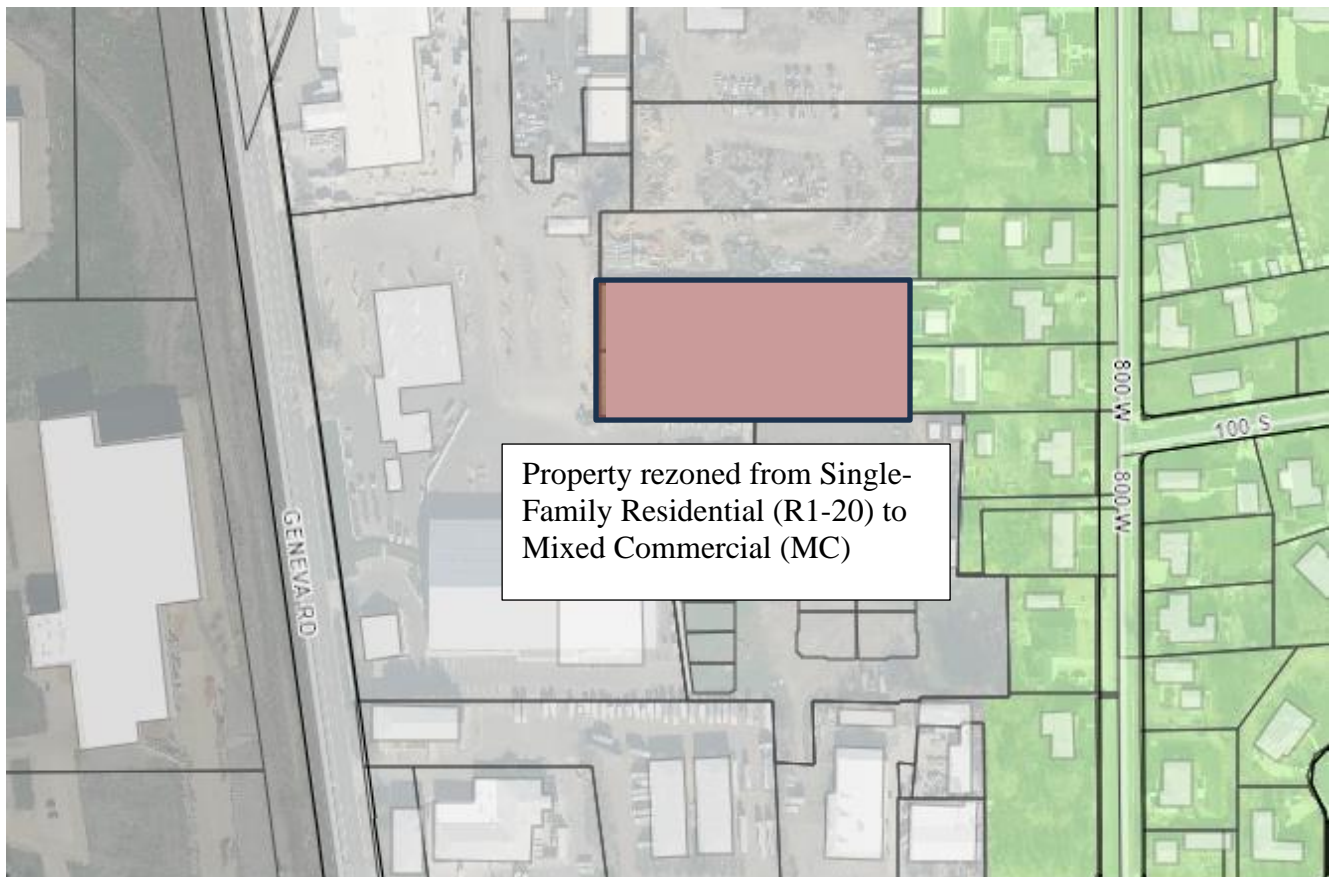 800 W
100 S
800 W
Property rezoned from Single-
Family Residential (R1-20) to
Mixed Commercial (MC)
GENEVA RD